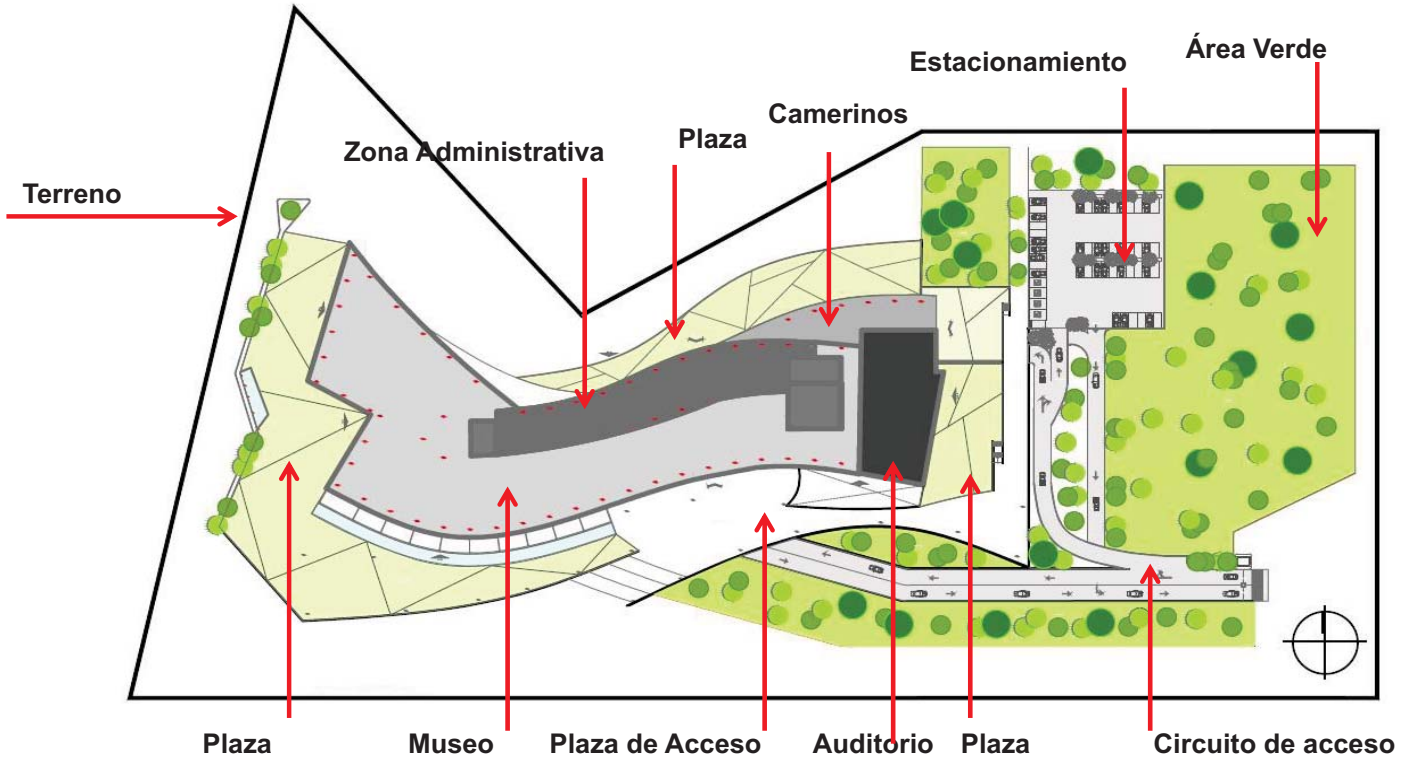 Área Verde
Estacionamiento
Camerinos
Plaza
Zona Administrativa
Terreno
Plaza
Museo
Plaza de Acceso
Auditorio
Plaza
Circuito de acceso